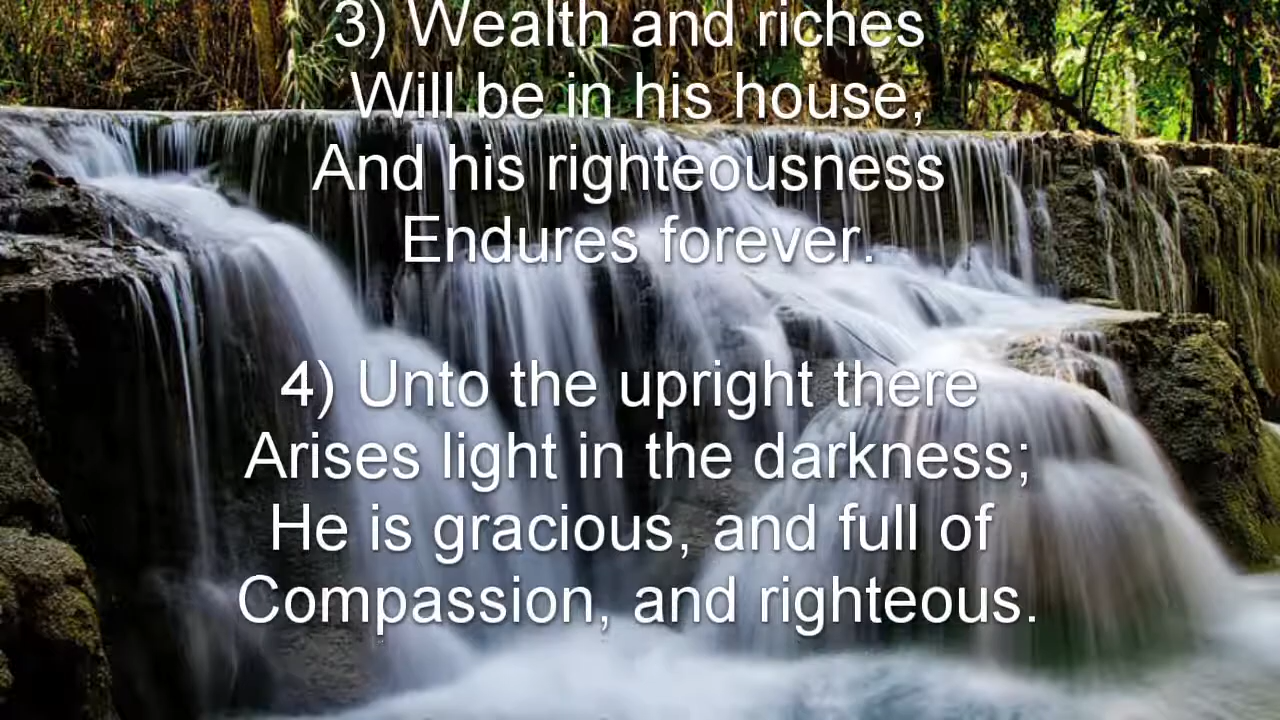 3) Wealth and riches
Will be in his house,
And his righteousness
Endures forever.
4) Unto the upright there
Arises light in the darkness;
He is gracious, and full of
Compassion, and righteous.